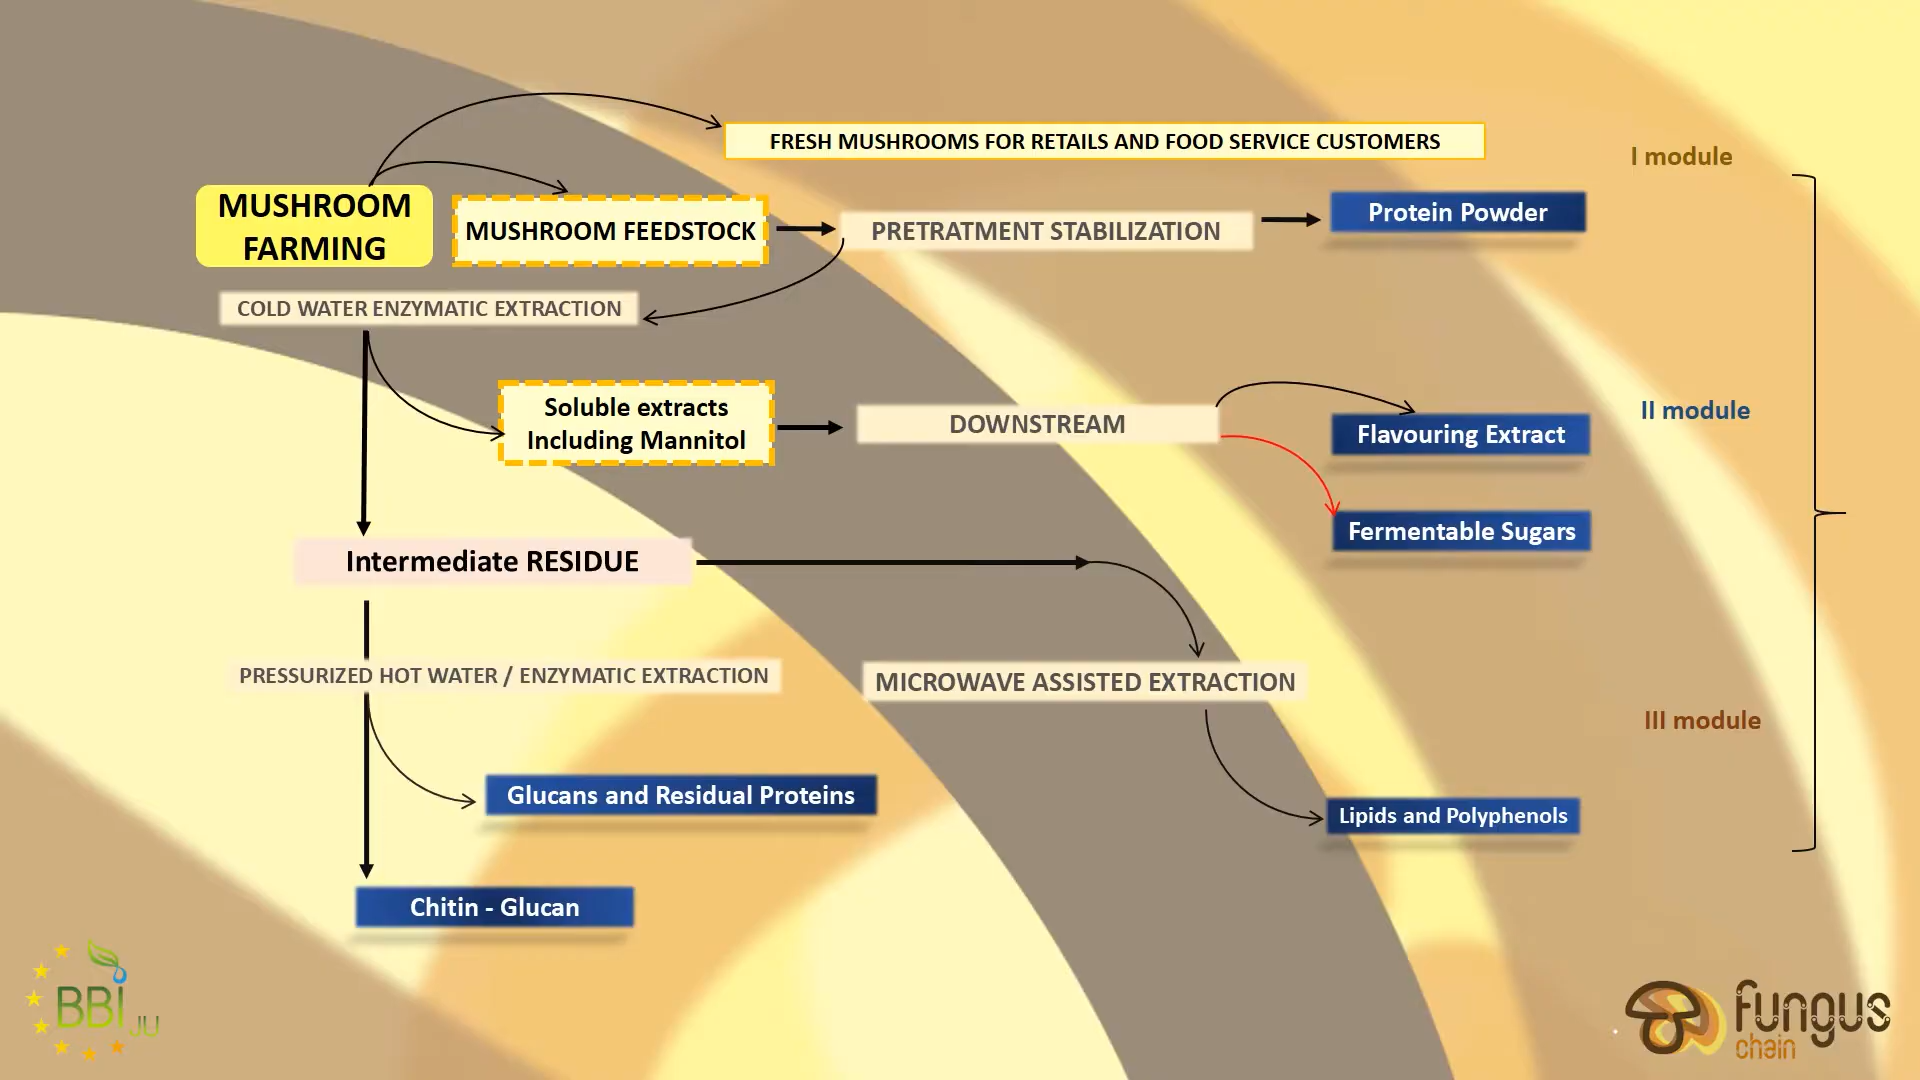 FRESH MUSHROOMS FOR RETAILS AND FOOD SERVICE CUSTOMERS
I module
MUSHROOM
FARMING
MUSHROOM FEEDSTOCK
PRETRATMENT STABILIZATION
Protein Powder
COLD WATER ENZYMATIC EXTRACTION
Soluble extracts
Including Mannitol
DOWNSTREAM
II module
Flavouring Extract
Fermentable Sugars
Intermediate RESIDUE
PRESSURIZED HOT WATER / ENZYMATIC EXTRACTION
MICROWAVE ASSISTED EXTRACTION
III module
Glucans and Residual Proteins
Lipids and Polyphenols
Chitin - Glucan
BBI JU
fungus
chain